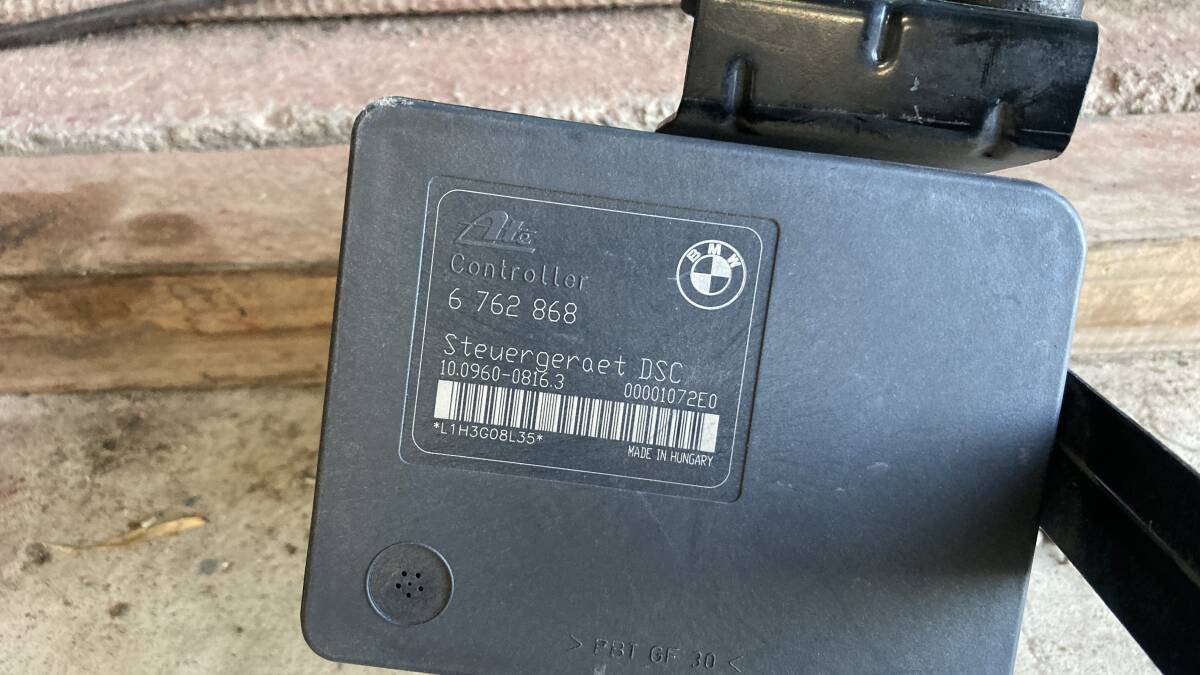 Ate
BMW
Controller
6 762 868
Steuergeraet DSC
10.0960-0816.3 00001072E0
*L1H3G08L35*
MADE IN HUNGARY
> PBT GF 30 <